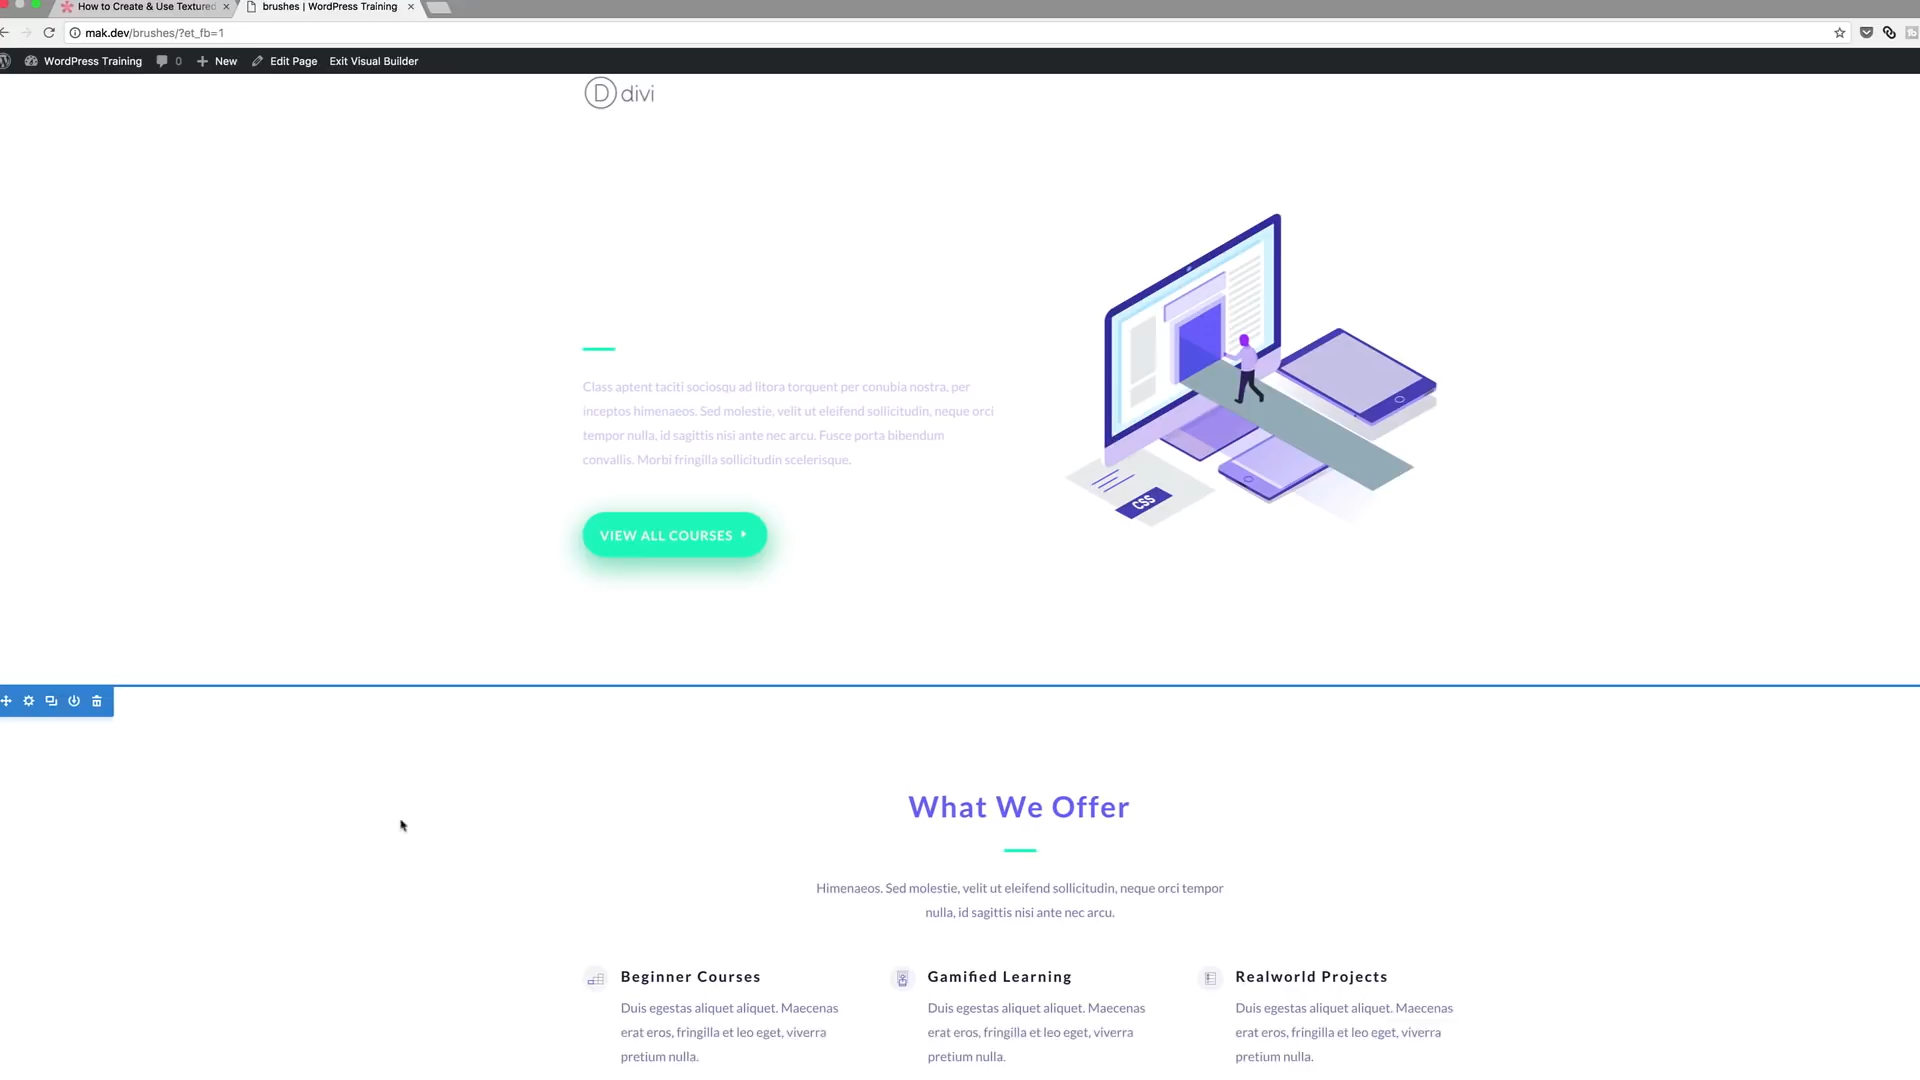 How to Create & Use Textured
brushes | WordPress Training
mak.dev/brushes/?et_fb=1
WordPress Training
0
New
Edit Page
Exit Visual Builder
D divi
Class aptent taciti sociosqu ad litora torquent per conubia nostra, per
inceptos himenaeos. Sed molestie, velit ut eleifend sollicitudin, neque orci
tempor nulla, id sagittis nisi ante nec arcu. Fusce porta bibendum
convallis. Morbi fringilla sollicitudin scelerisque.
CSS
VIEW ALL COURSES
What We Offer
Himenaeos. Sed molestie, velit ut eleifend sollicitudin, neque orci tempor
nulla, id sagittis nisi ante nec arcu.
Beginner Courses
Duis egestas aliquet aliquet. Maecenas
erat eros, fringilla et leo eget, viverra
pretium nulla.
Gamified Learning
Duis egestas aliquet aliquet. Maecenas
erat eros, fringilla et leo eget, viverra
pretium nulla.
Realworld Projects
Duis egestas aliquet aliquet. Maecenas
erat eros, fringilla et leo eget, viverra
pretium nulla.